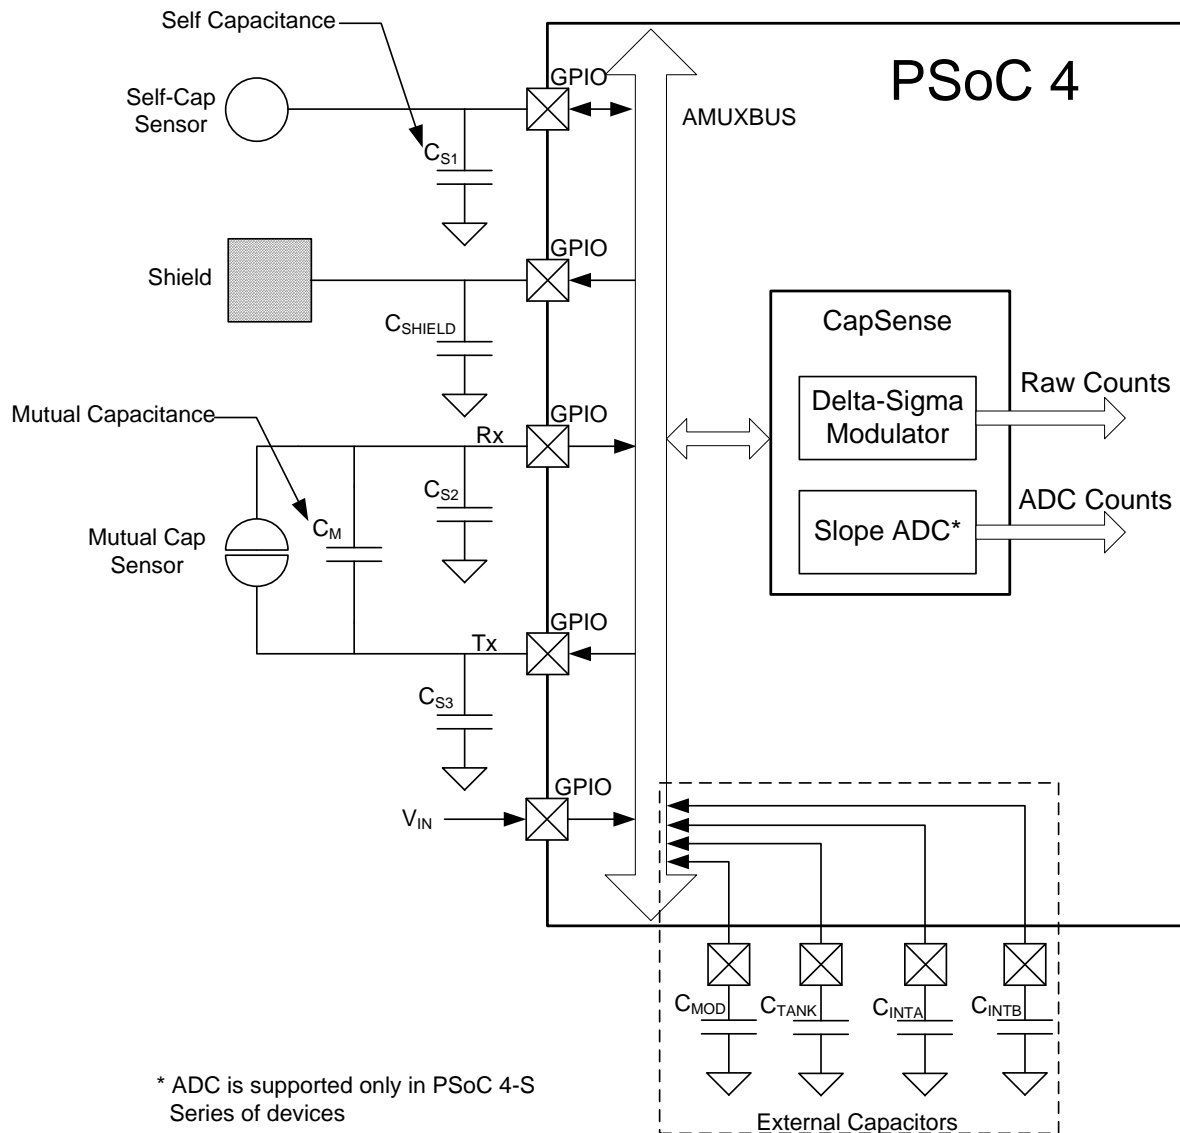 Self Capacitance
GPIO
PSoC 4
Self-Cap
Sensor
AMUXBUS
CS1
GPIO
Shield
CapSense
CSHIELD
Delta-Sigma
Modulator
Raw Counts
Mutual Capacitance
GPIO
Rx
CS2
CM
Slope ADC*
ADC Counts
Mutual Cap
Sensor
GPIO
Tx
CS3
GPIO
VIN
CMOD
CTANK
CINTA
CINTB
* ADC is supported only in PSoC 4-S
Series of devices
External Capacitors